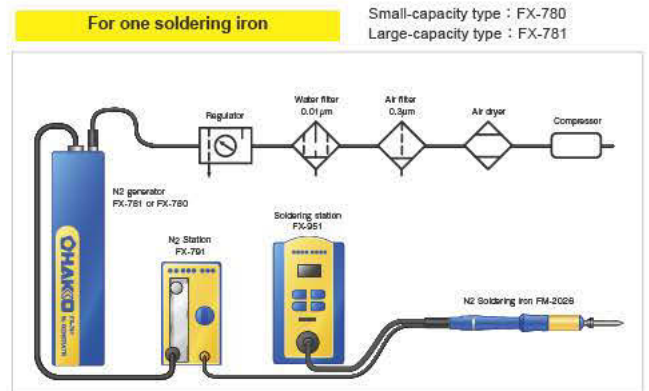 For one soldering iron
Small-capacity type : FX-780
Large-capacity type : FX-781
Regulator
Water filter
0.01μm
Air filter
0.3μm
Air dryer
Compressor
N2 generator
FX-781 or FX-780
HAKKO
N2 Station
FX-791
Soldering station
FX-951
N2 Soldering iron FM-2026